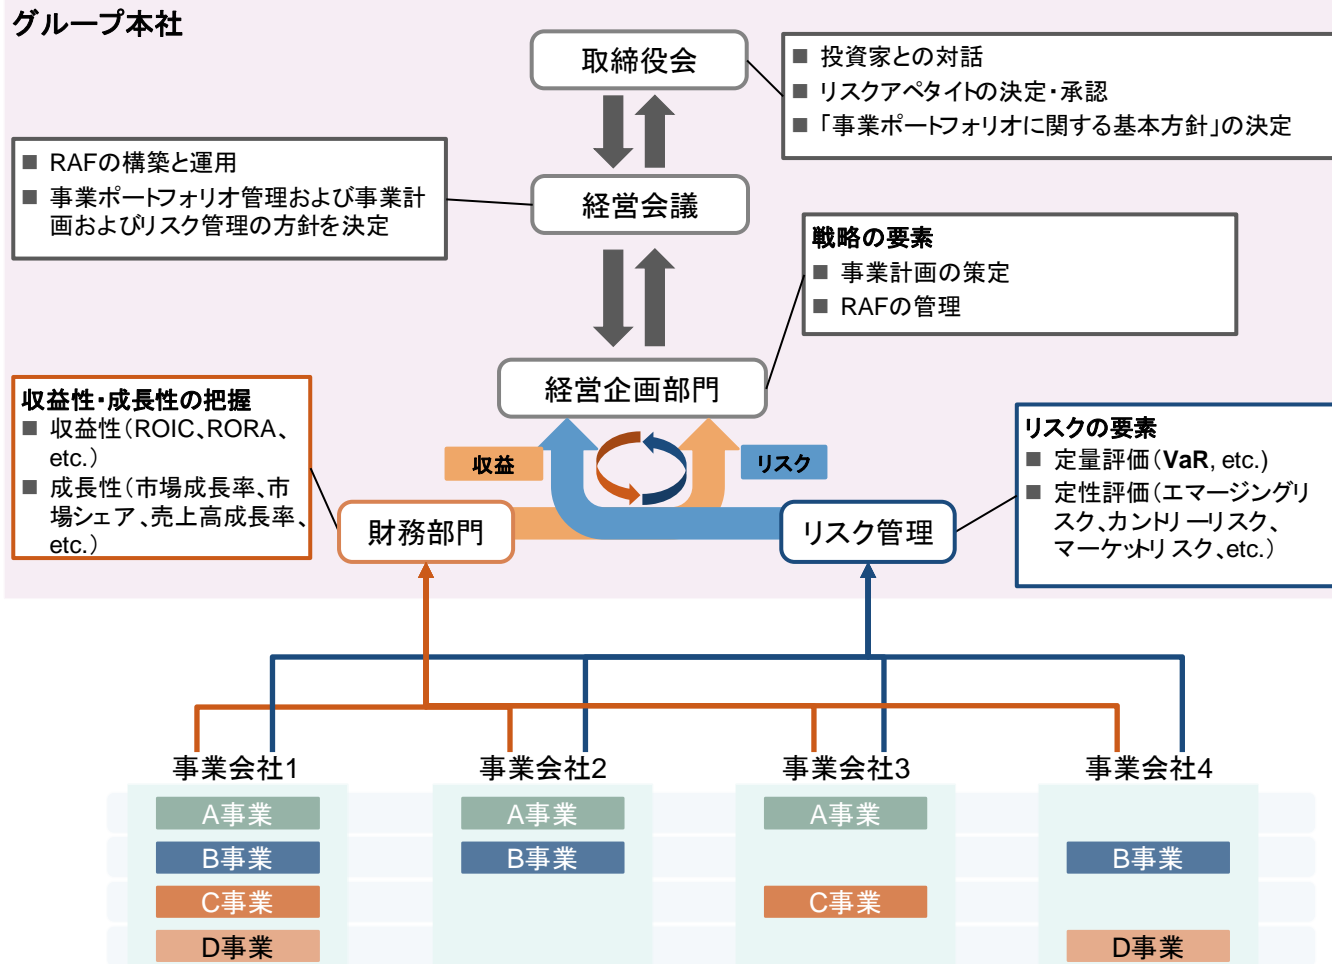 グループ本社
取締役会
■ 投資家との対話
■ リスクアペタイトの決定・承認
■ 「事業ポートフォリオに関する基本方針」の決定
■ RAFの構築と運用
■ 事業ポートフォリオ管理および事業計
画およびリスク管理の方針を決定
経営会議
戦略の要素
■ 事業計画の策定
■ RAFの管理
経営企画部門
収益性・成長性の把握
■ 収益性（ROIC、RORA、
etc.）
■ 成長性（市場成長率、市
場シェア、売上高成長率、
etc.）
収益
リスク
リスクの要素
■ 定量評価（VaR, etc.）
■ 定性評価（エマージングリ
スク、カントリーリスク、
マーケットリスク、etc.）
財務部門
リスク管理
事業会社1
事業会社2
事業会社3
事業会社4
A事業
A事業
A事業
B事業
B事業
B事業
C事業
C事業
D事業
D事業